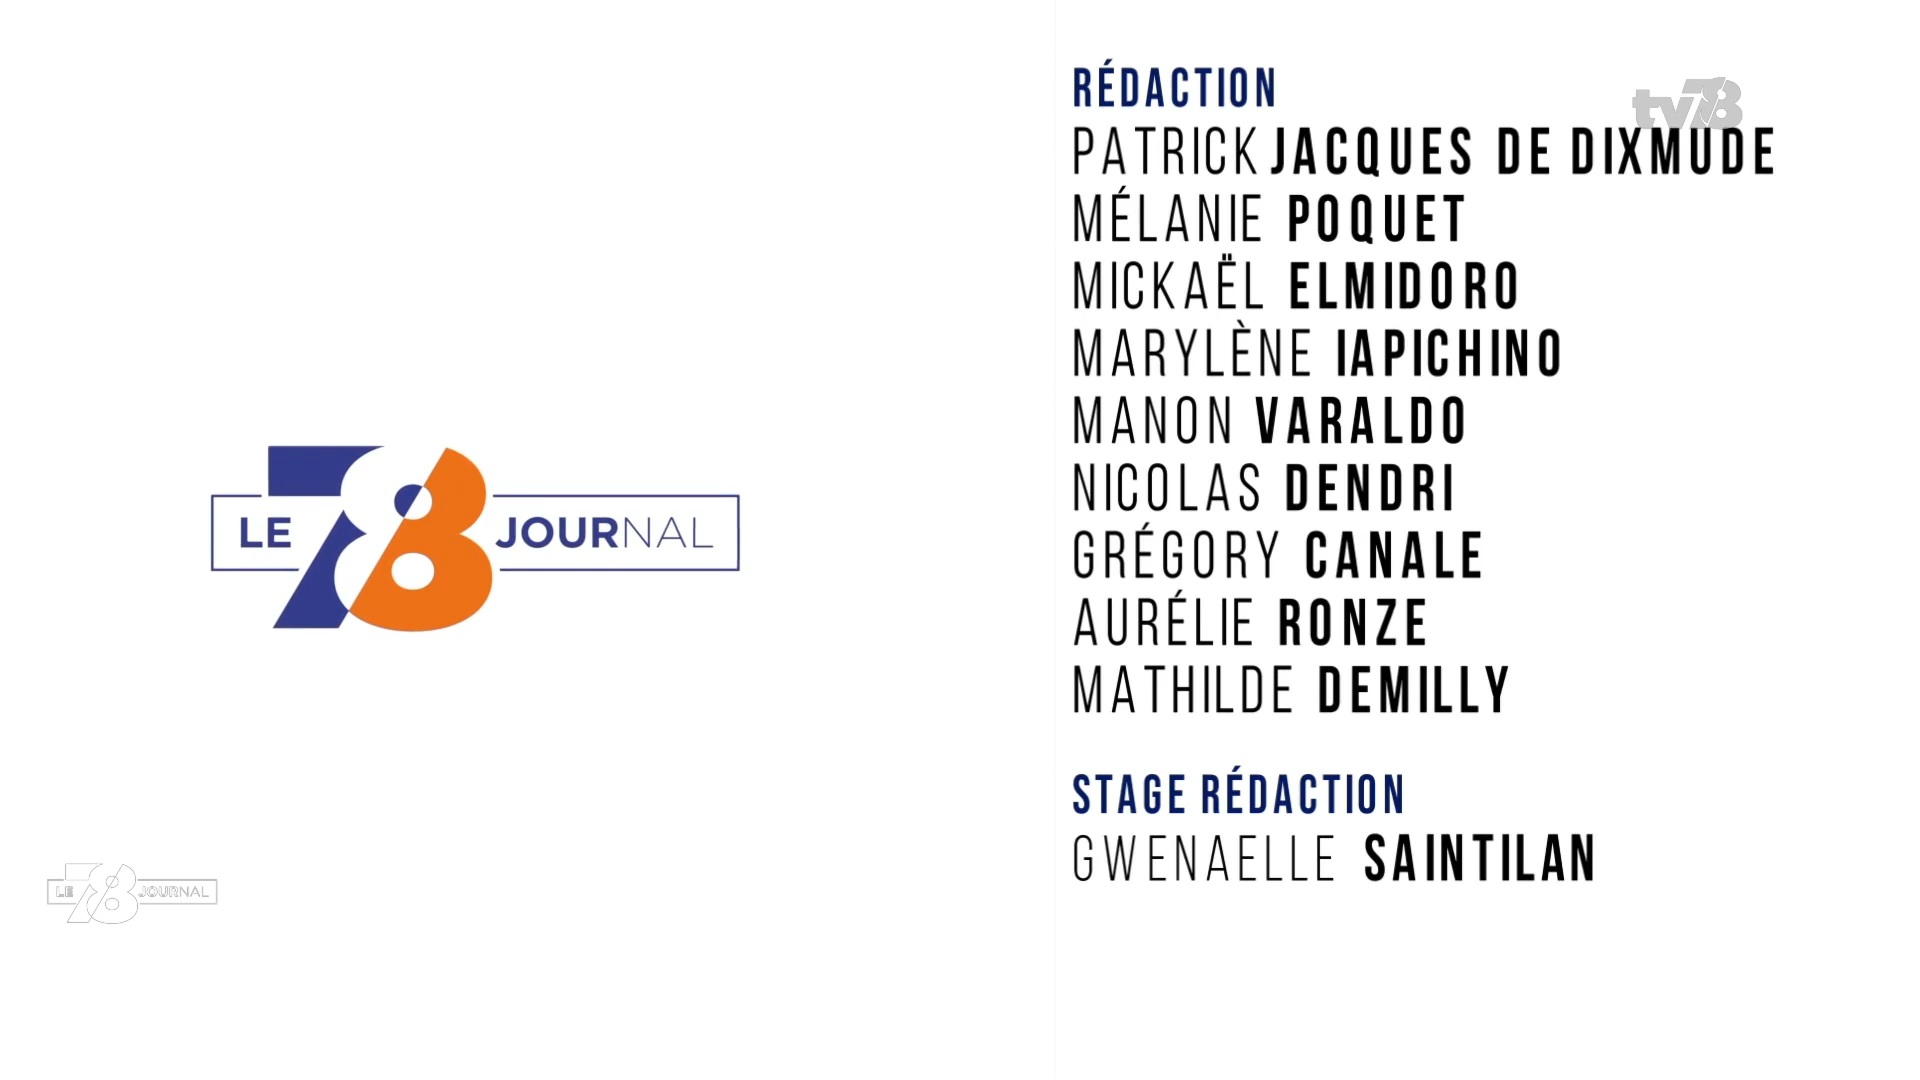 LE 78 JOURNAL
LE 78 JOURNAL
tv78
RÉDACTION
PATRICK JACQUES DE DIXMUDE
MÉLANIE POQUET
MICKAËL ELMIDORO
MARYLÈNE IAPICHINO
MANON VARALDO
NICOLAS DENDRI
GRÉGORY CANALE
AURÉLIE RONZE
MATHILDE DEMILLY
STAGE RÉDACTION
GWENAELLE SAINTILAN